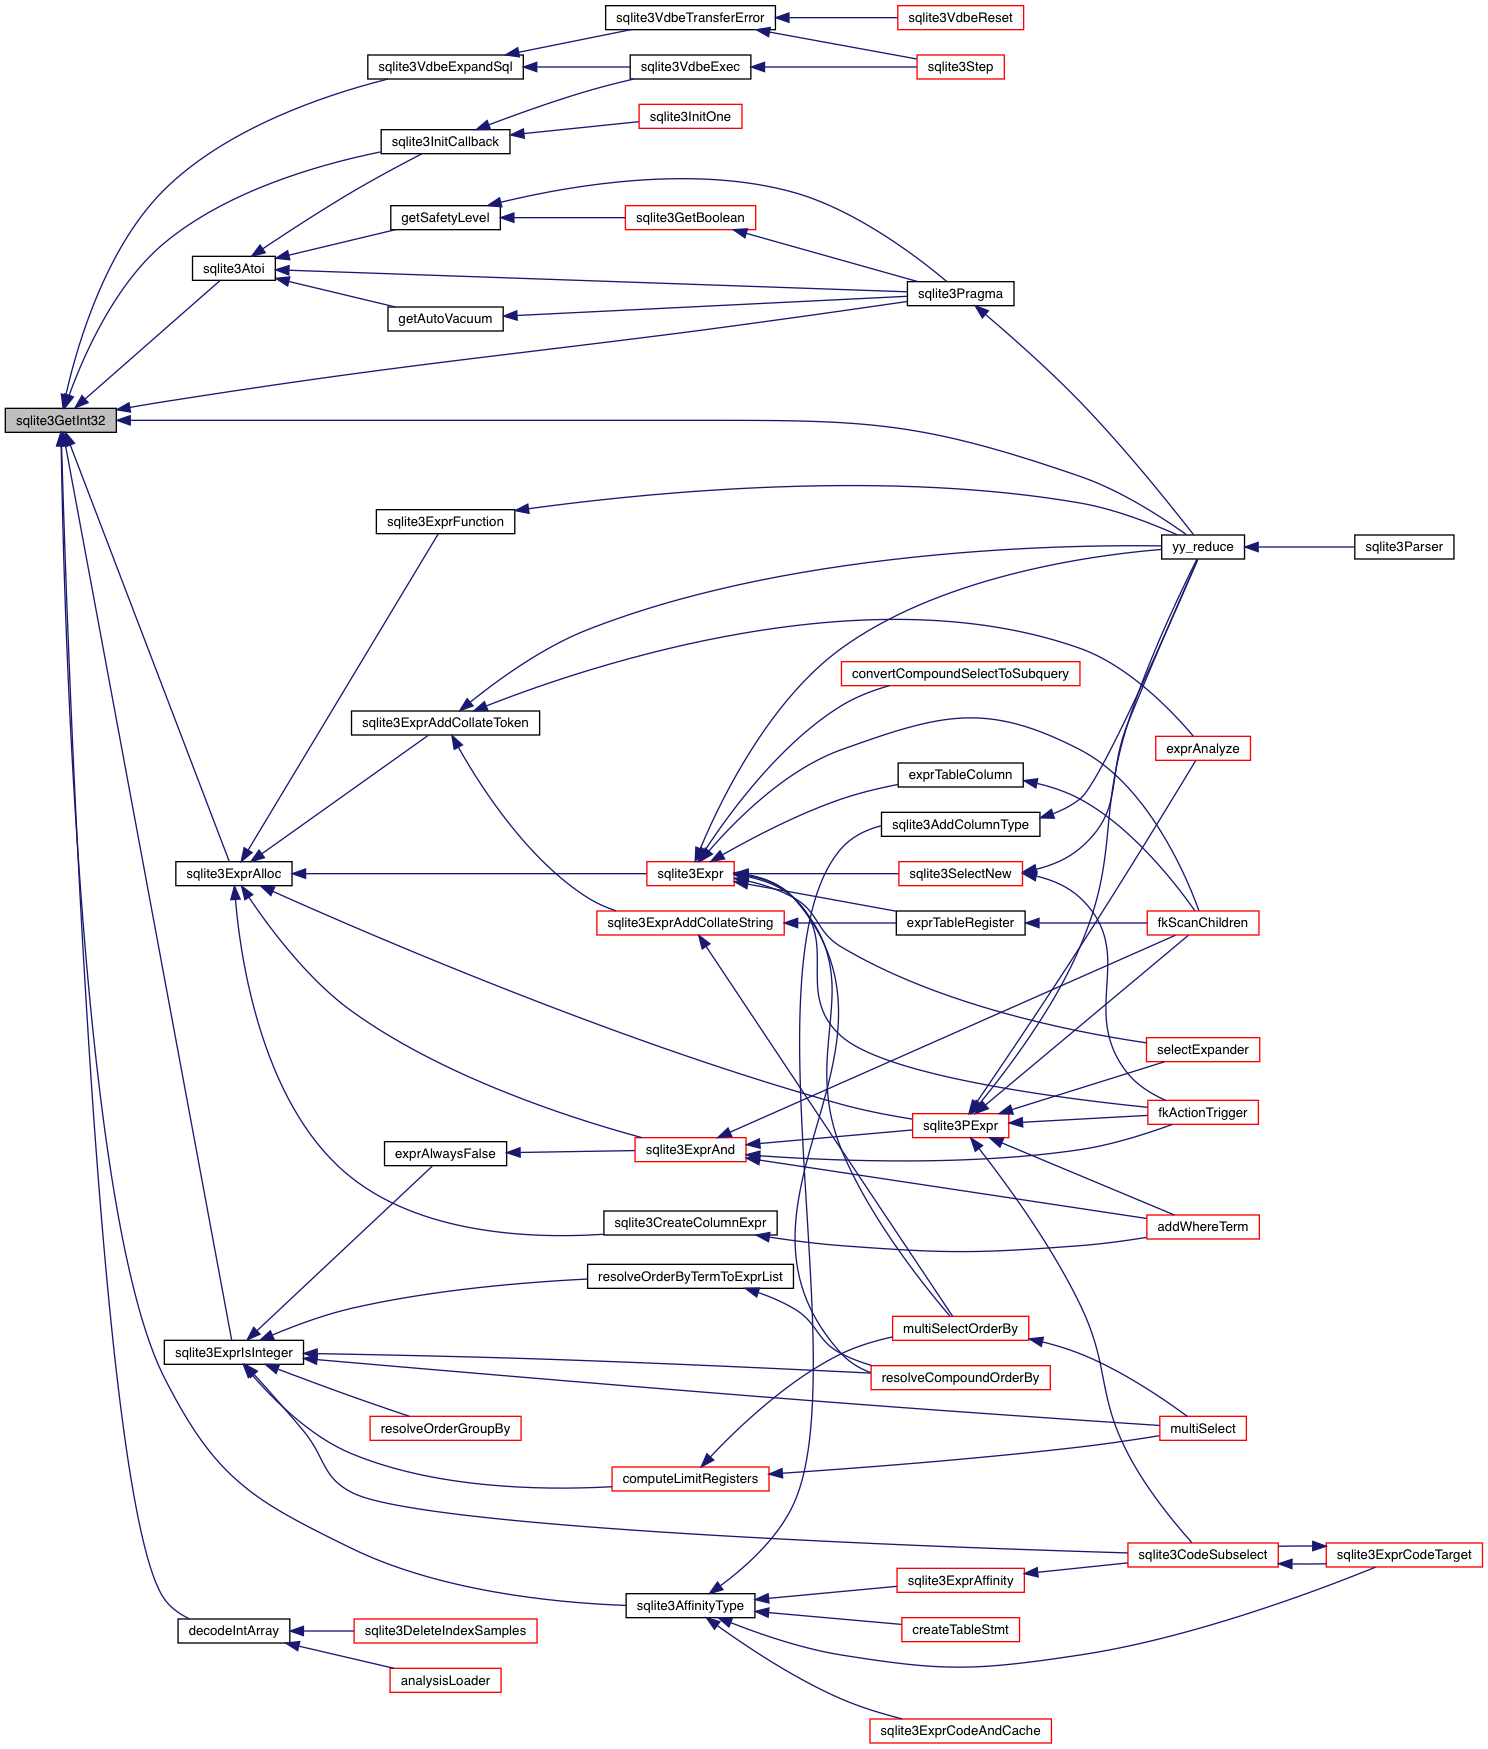 sqlite3VdbeTransferError
sqlite3VdbeReset
sqlite3VdbeExpandSql
sqlite3VdbeExec
sqlite3Step
sqlite3InitOne
sqlite3InitCallback
getSafetyLevel
sqlite3GetBoolean
sqlite3Atoi
sqlite3Pragma
getAutoVacuum
sqlite3GetInt32
sqlite3ExprFunction
yy_reduce
sqlite3Parser
convertCompoundSelectToSubquery
sqlite3ExprAddCollateToken
exprAnalyze
exprTableColumn
sqlite3AddColumnType
sqlite3ExprAlloc
sqlite3Expr
sqlite3SelectNew
sqlite3ExprAddCollateString
exprTableRegister
fkScanChildren
selectExpander
sqlite3PExpr
fkActionTrigger
exprAlwaysFalse
sqlite3ExprAnd
sqlite3CreateColumnExpr
addWhereTerm
resolveOrderByTermToExprList
multiSelectOrderBy
sqlite3ExprIsInteger
resolveCompoundOrderBy
resolveOrderGroupBy
multiSelect
computeLimitRegisters
sqlite3CodeSubselect
sqlite3ExprCodeTarget
sqlite3ExprAffinity
sqlite3AffinityType
decodeIntArray
sqlite3DeleteIndexSamples
createTableStmt
analysisLoader
sqlite3ExprCodeAndCache